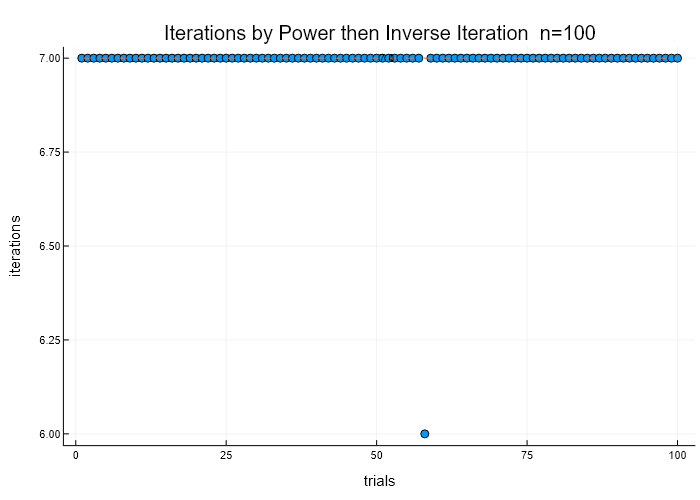 Iterations by Power then Inverse Iteration n=100
7.00
6.75
6.50
6.25
6.00
iterations
0 25 50 75 100
trials